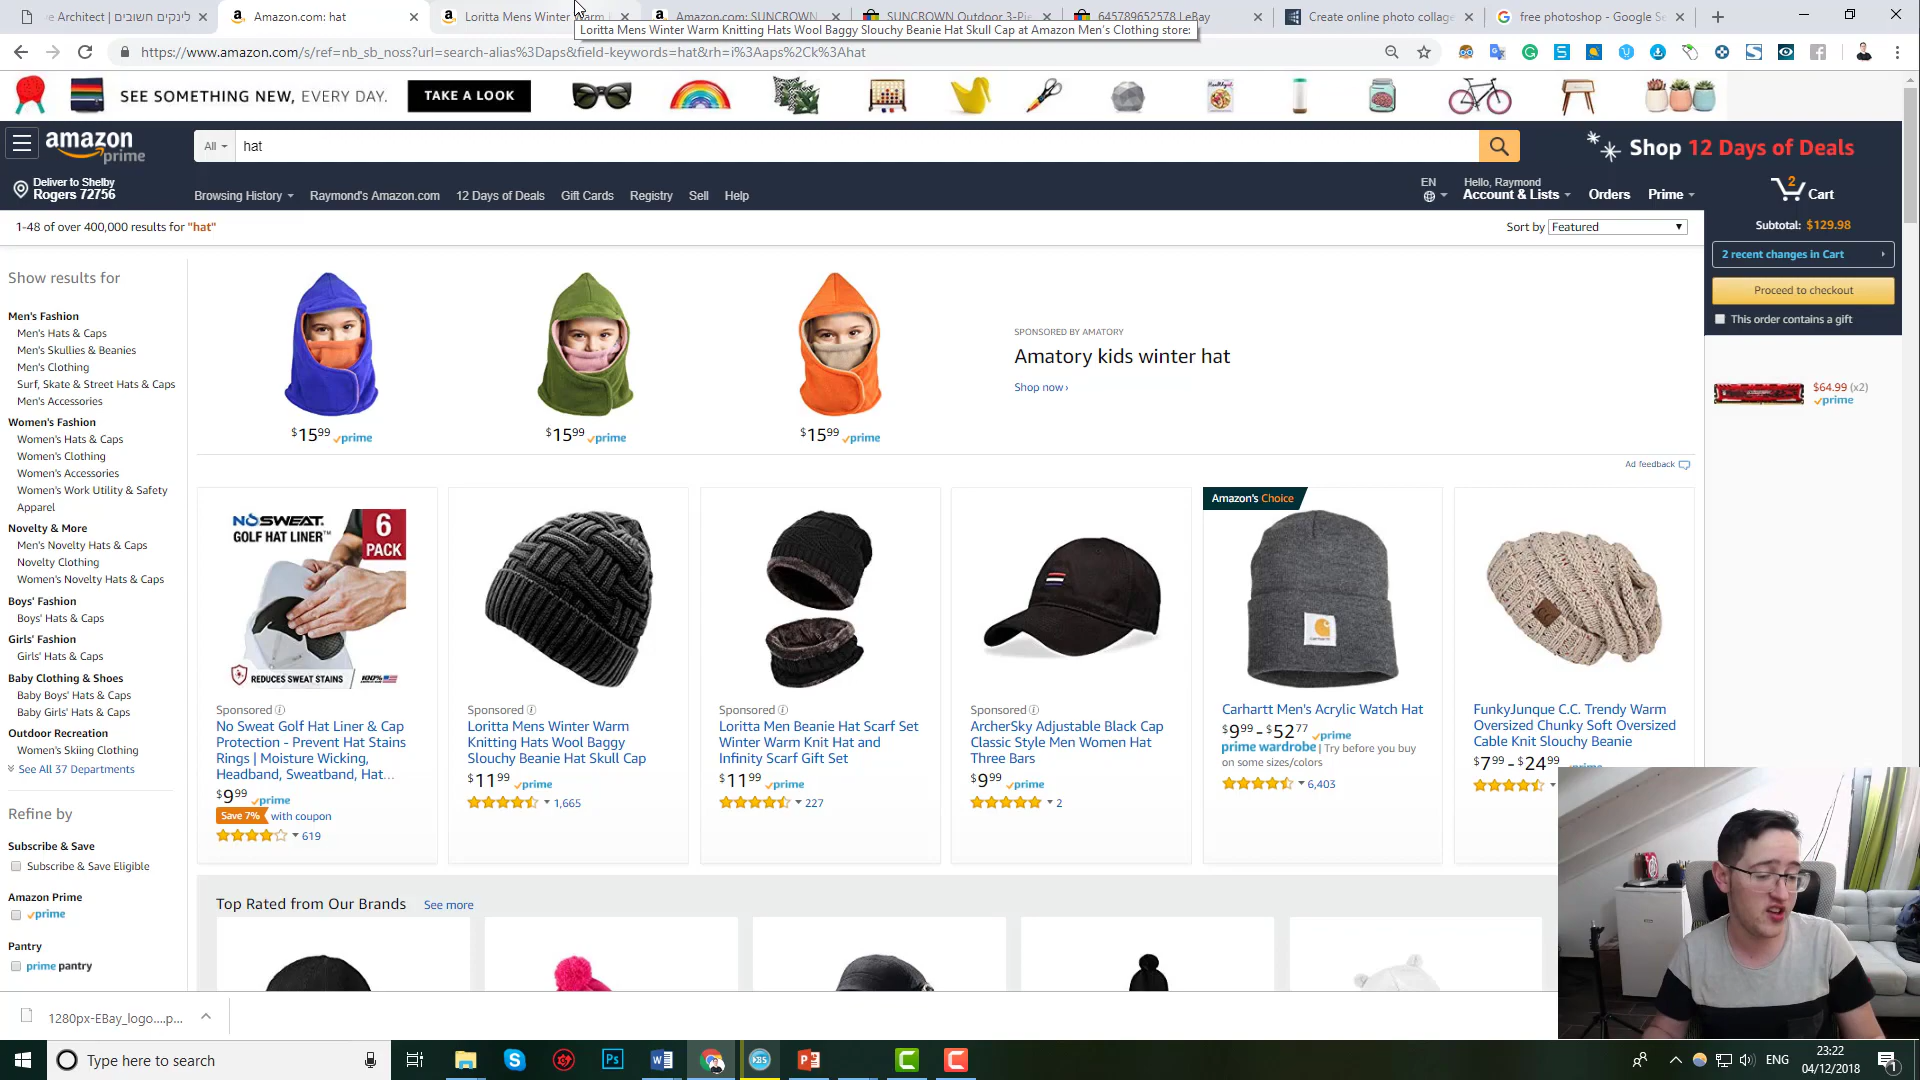 ve Architect | לינקים חשובים
Amazon.com: hat
Loritta Mens Winter Warm
Amazon.com: SUNCROWN
SUNCROWN Outdoor 3-Pie
645789652578 | eBay
Create online photo collage
free photoshop - Google Se
Loritta Mens Winter Warm Knitting Hats Wool Baggy Slouchy Beanie Hat Skull Cap at Amazon Men's Clothing store:
https://www.amazon.com/s/ref=nb_sb_noss?url=search-alias%3Daps&field-keywords=hat&rh=i%3Aaps%2Ck%3Ahat
SEE SOMETHING NEW, EVERY DAY.
TAKE A LOOK
amazon prime
All
hat
Shop 12 Days of Deals
Deliver to Shelby
Rogers 72756
Browsing History
Raymond's Amazon.com
12 Days of Deals
Gift Cards
Registry
Sell
Help
EN
Hello, Raymond
Account & Lists
Orders
Prime
2
Cart
1-48 of over 400,000 results for "hat"
Sort by Featured
Subtotal: $129.98
2 recent changes in Cart
Proceed to checkout
This order contains a gift
$64.99 (x2)
prime
Show results for
Men's Fashion
Men's Hats & Caps
Men's Skullies & Beanies
Men's Clothing
Surf, Skate & Street Hats & Caps
Men's Accessories
Women's Fashion
Women's Hats & Caps
Women's Clothing
Women's Accessories
Women's Work Utility & Safety
Apparel
Novelty & More
Men's Novelty Hats & Caps
Novelty Clothing
Women's Novelty Hats & Caps
Boys' Fashion
Boys' Hats & Caps
Girls' Fashion
Girls' Hats & Caps
Baby Clothing & Shoes
Baby Boys' Hats & Caps
Baby Girls' Hats & Caps
Outdoor Recreation
Women's Skiing Clothing
See All 37 Departments
Refine by
Subscribe & Save
Subscribe & Save Eligible
Amazon Prime
prime
Pantry
prime pantry
$15.99 prime
$15.99 prime
$15.99 prime
SPONSORED BY AMATORY
Amatory kids winter hat
Shop now ›
Ad feedback
NO SWEAT.
GOLF HAT LINER™
6
PACK
REDUCES SWEAT STAINS
100%
Sponsored
No Sweat Golf Hat Liner & Cap
Protection - Prevent Hat Stains
Rings | Moisture Wicking,
Headband, Sweatband, Hat…
$9.99 prime
Save 7% with coupon
619
Sponsored
Loritta Mens Winter Warm
Knitting Hats Wool Baggy
Slouchy Beanie Hat Skull Cap
$11.99 prime
1,665
Sponsored
Loritta Men Beanie Hat Scarf Set
Winter Warm Knit Hat and
Infinity Scarf Gift Set
$11.99 prime
227
Sponsored
ArcherSky Adjustable Black Cap
Classic Style Men Women Hat
Three Bars
$9.99 prime
2
Amazon's Choice
carhartt
Carhartt Men's Acrylic Watch Hat
$9.99 - $52.77 prime
prime wardrobe | Try before you buy
on some sizes/colors
6,403
FunkyJunque C.C. Trendy Warm
Oversized Chunky Soft Oversized
Cable Knit Slouchy Beanie
$7.99 - $24.99
Top Rated from Our Brands
See more
1280px-EBay_logo....p...
Type here to search
ENG
23:22
04/12/2018
1